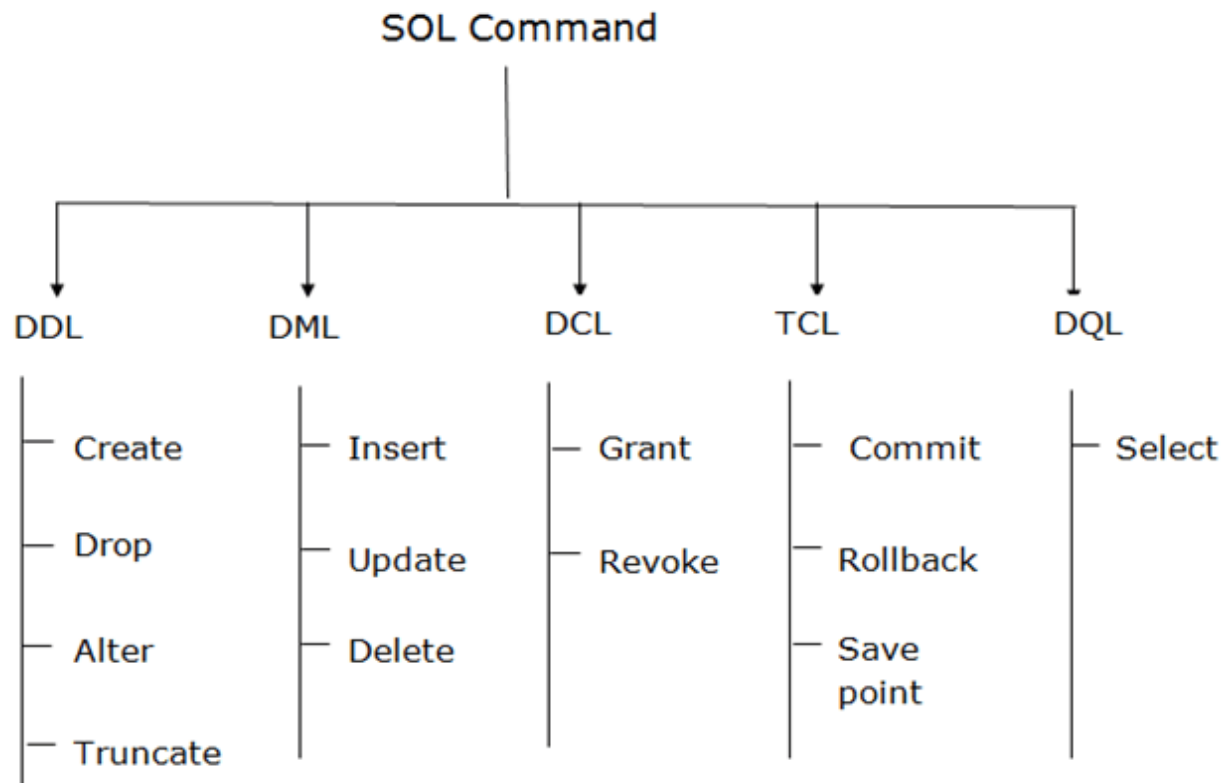 SOL Command
DDL
DML
DCL
TCL
DQL
Create
Drop
Alter
Truncate
Insert
Update
Delete
Grant
Revoke
Commit
Rollback
Save
point
Select